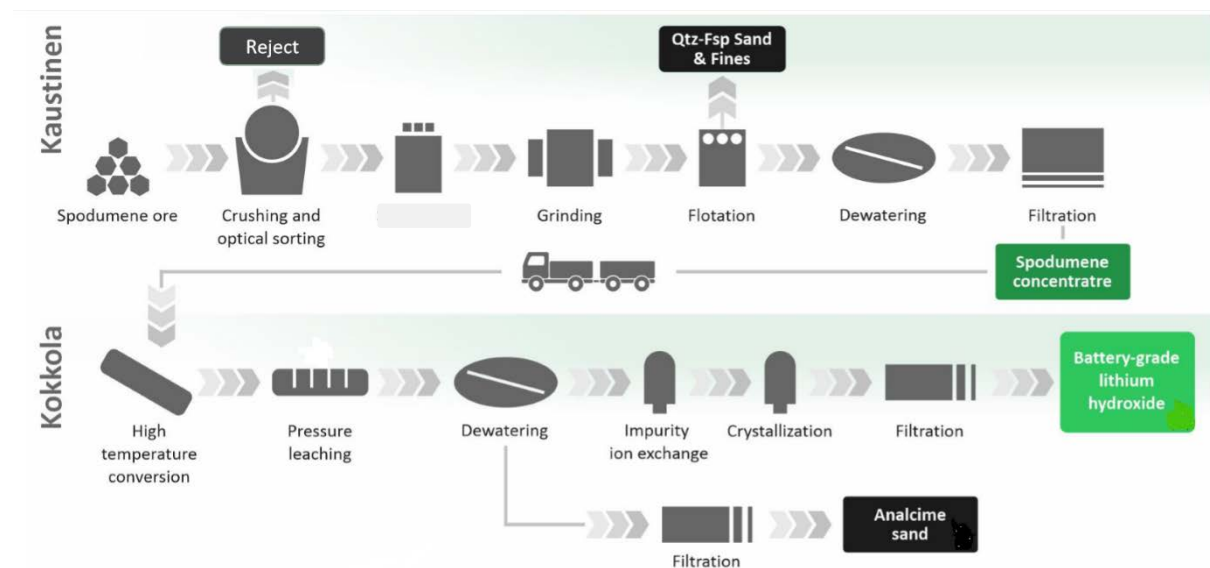 Kaustinen
Reject
Qtz-Fsp Sand
& Fines
Spodumene ore
Crushing and
optical sorting
Grinding
Flotation
Dewatering
Filtration
Spodumene
concentratre
Kokkola
High
temperature
conversion
Pressure
leaching
Dewatering
Impurity
ion exchange
Crystallization
Filtration
Battery-grade
lithium
hydroxide
Filtration
Analcime
sand